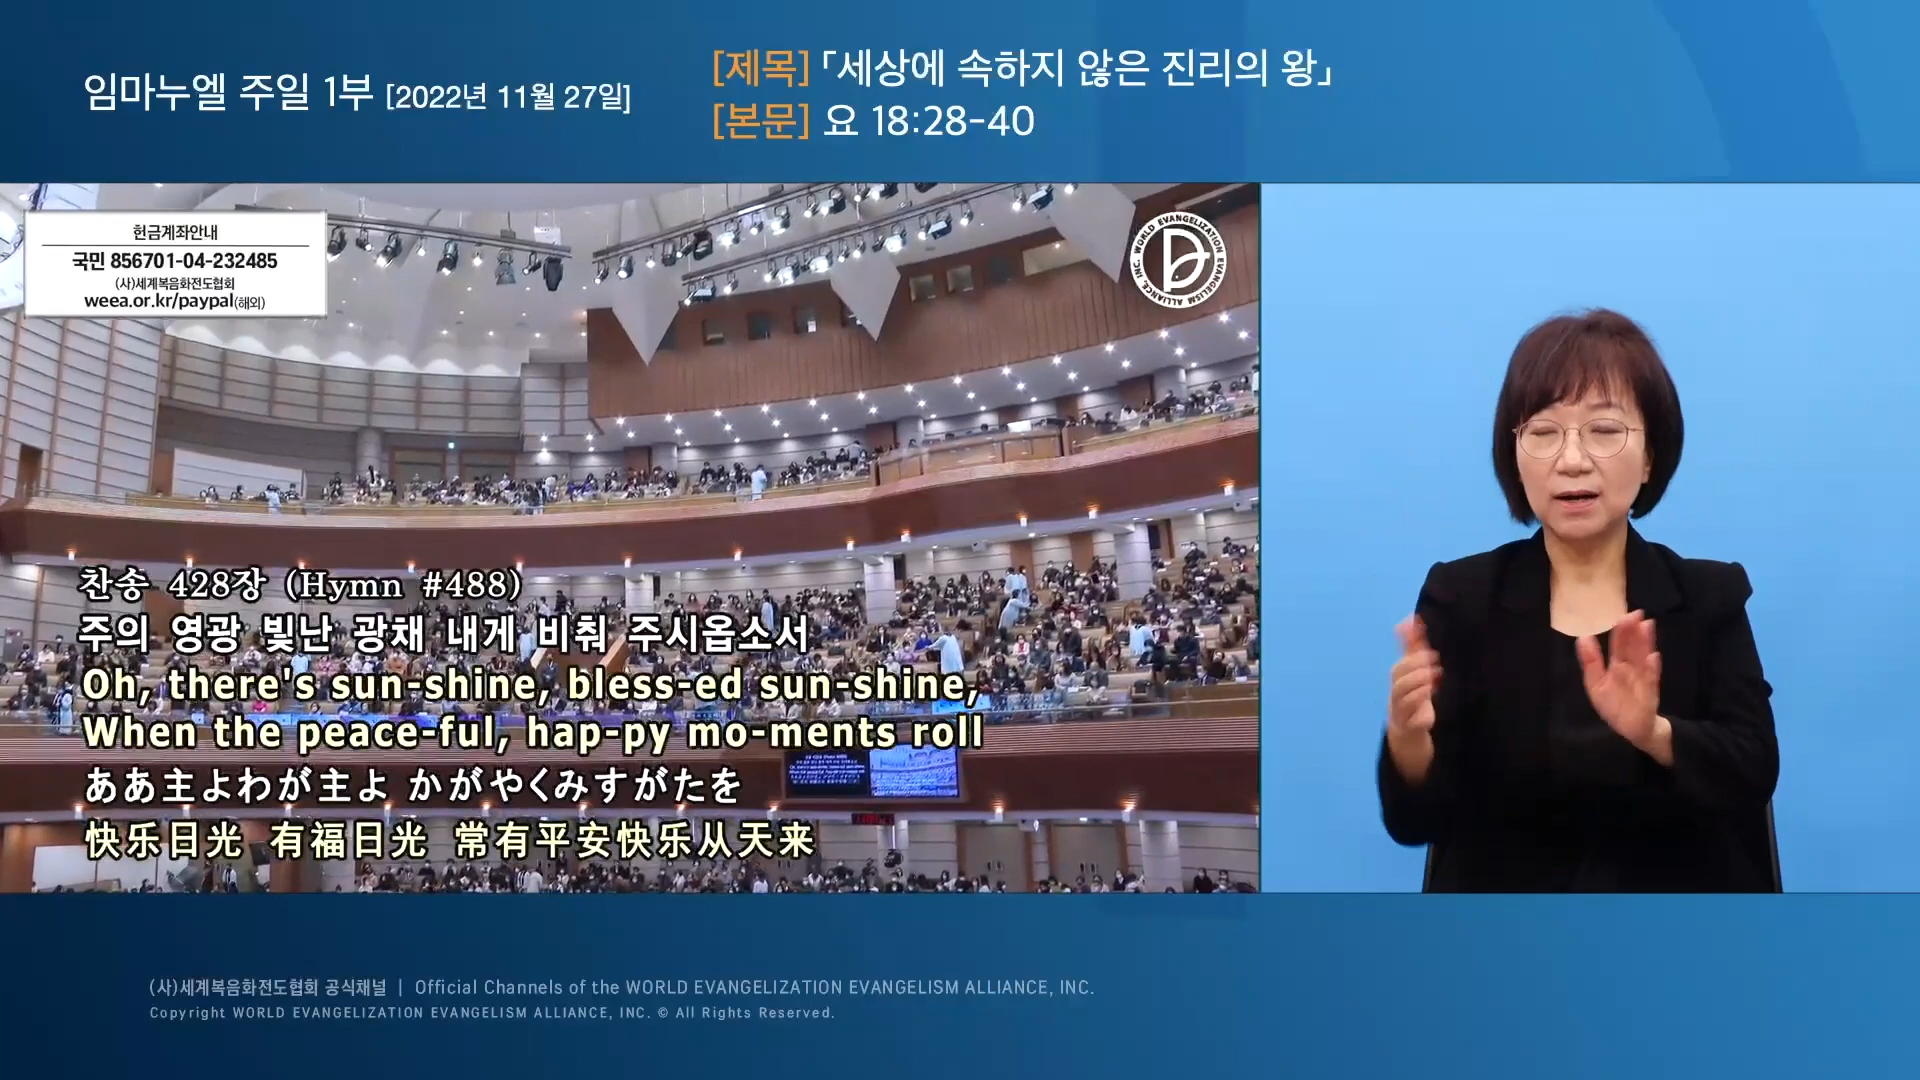 임마누엘 주일 1부 [2022년 11월 27일]
[제목] 「세상에 속하지 않은 진리의 왕」
[본문] 요 18:28-40
헌금계좌안내
국민 856701-04-232485
(사)세계복음화전도협회
weea.or.kr/paypal(해외)
WORLD EVANGELIZATION EVANGELISM ALLIANCE, INC.
찬송 428장 (Hymn #488)
주의 영광 빛난 광채 내게 비춰 주시옵소서
Oh, there's sun-shine, bless-ed sun-shine,
When the peace-ful, hap-py mo-ments roll
ああ主よわが主よ かがやくみすがたを
快乐日光 有福日光 常有平安快乐从天来
(사)세계복음화전도협회 공식채널 | Official Channels of the WORLD EVANGELIZATION EVANGELISM ALLIANCE, INC.
Copyright WORLD EVANGELIZATION EVANGELISM ALLIANCE, INC. © All Rights Reserved.